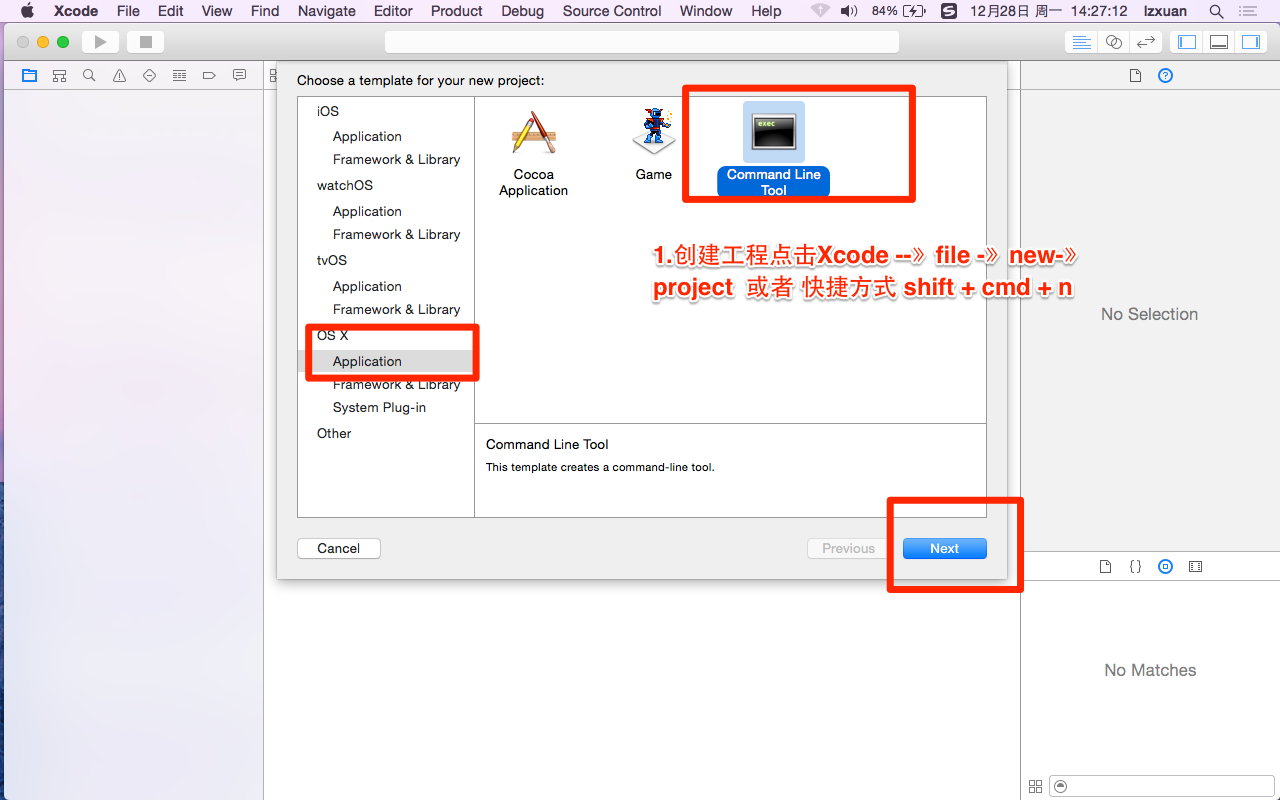 Xcode File Edit View Find Navigate Editor Product Debug Source Control Window Help 84% 12月28日 周一 14:27:12 lzxuan
Choose a template for your new project:
iOS
Application
Framework & Library
watchOS
Application
Framework & Library
tvOS
Application
Framework & Library
OS X
Application
Framework & Library
System Plug-in
Other
Cocoa
Application
Game
exec
Command Line
Tool
1.创建工程点击Xcode --》 file -》 new-》
project 或者 快捷方式 shift + cmd + n
Command Line Tool
This template creates a command-line tool.
Cancel
Previous
Next
No Selection
{}
No Matches